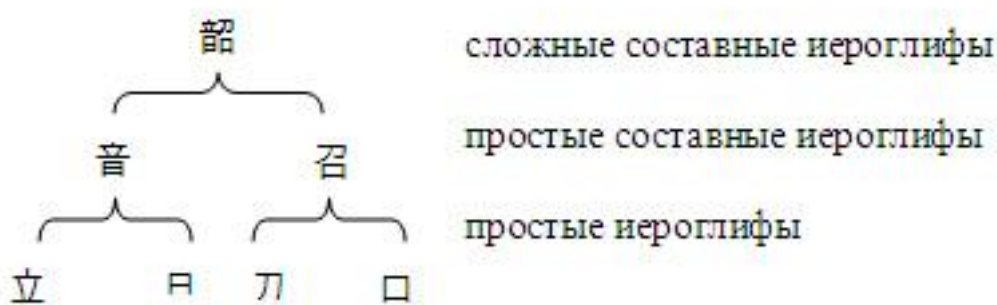 韶 сложные составные иероглифы
音 召 простые составные иероглифы
простые иероглифы
立 日 刀 口